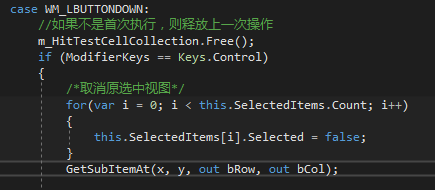 case WM_LBUTTONDOWN:
//如果不是首次执行，则释放上一次操作
m_HitTestCellCollection.Free();
if (ModifierKeys == Keys.Control)
{
/*取消原选中视图*/
for(var i = 0; i < this.SelectedItems.Count; i++)
{
this.SelectedItems[i].Selected = false;
}
GetSubItemAt(x, y, out bRow, out bCol);